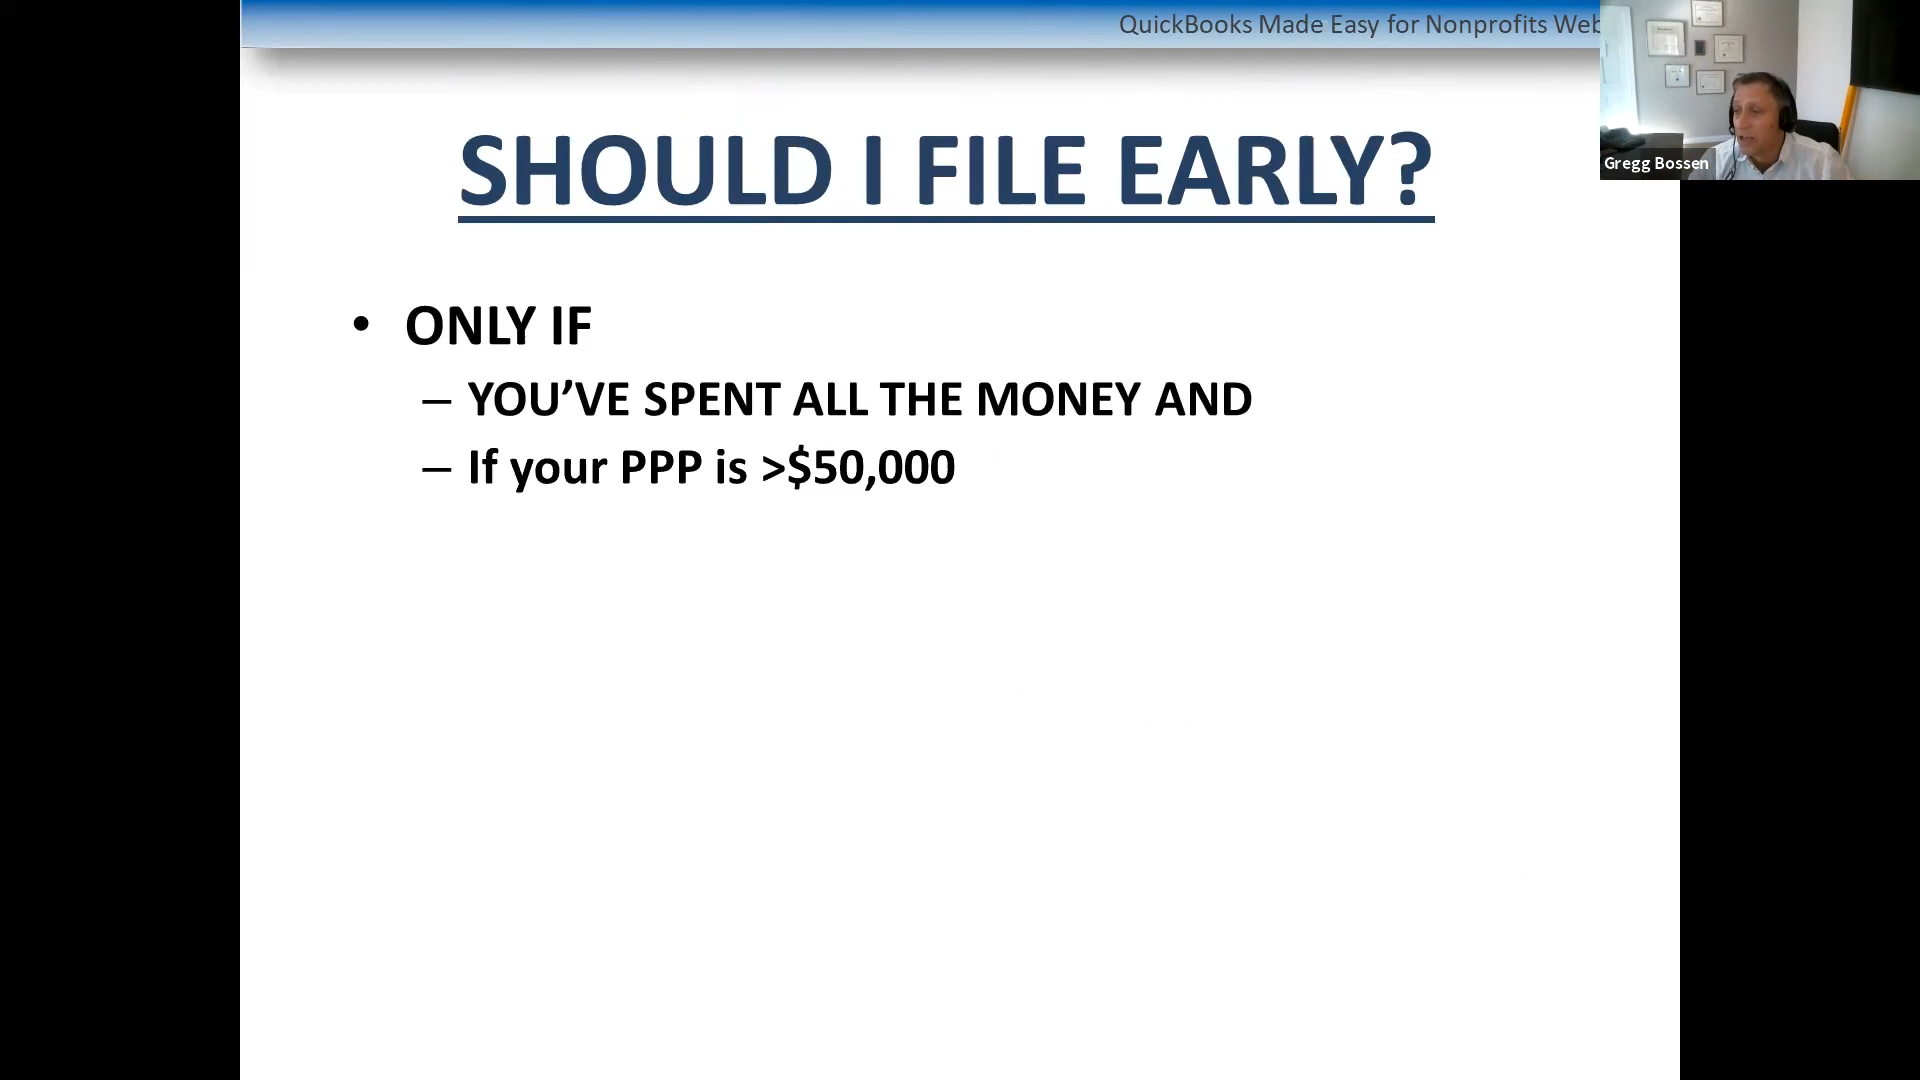 QuickBooks Made Easy for Nonprofits Web
Gregg Bossen
SHOULD I FILE EARLY?
• ONLY IF
– YOU’VE SPENT ALL THE MONEY AND
– If your PPP is >$50,000